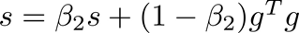 s = β₂s + (1 − β₂)gᵀg